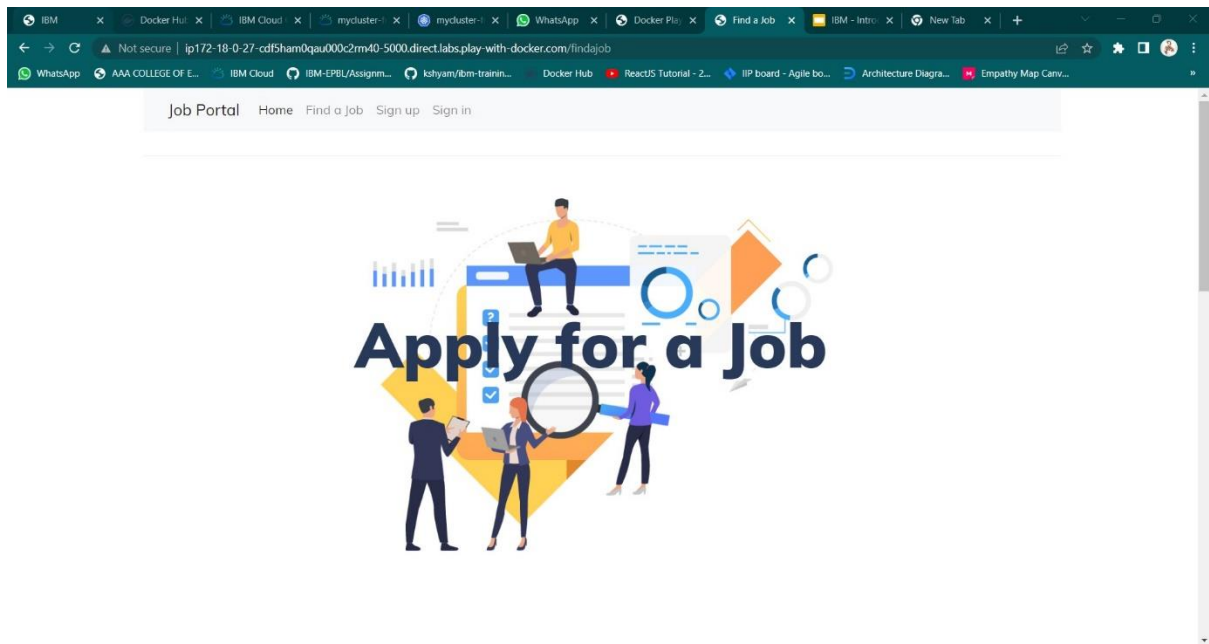 IBM Docker Hub IBM Cloud mycluster- mycluster- WhatsApp Docker Play Find a Job IBM - Intro New Tab
Not secure ip172-18-0-27-cdf5ham0qau000c2rm40-5000.direct.labs.play-with-docker.com/findajob
WhatsApp AAA COLLEGE OF E... IBM Cloud IBM-EPBL/Assignm... kshyam/ibm-trainin... Docker Hub ReactJS Tutorial - 2... IIP board - Agile bo... Architecture Diagra... Empathy Map Canv... »
Job Portal Home Find a Job Sign up Sign in
Apply for a Job